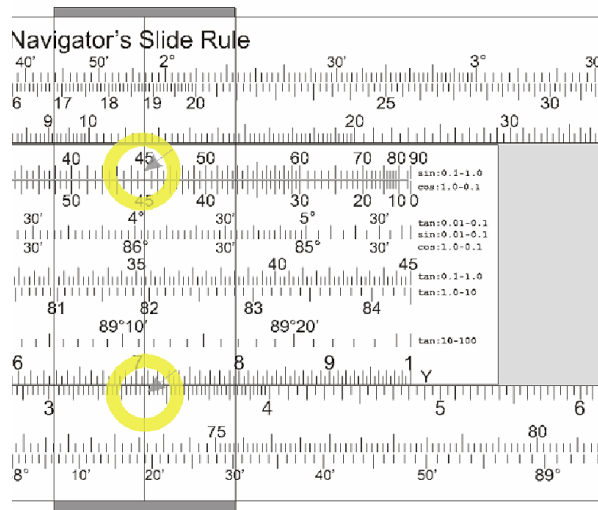 Navigator's Slide Rule
40' 50' 2° 30' 3° 30
6 17 18 19 20 25 30
9 10 20 30
40 45 50 60 70 80 90 sin:0.1-1.0
50 45 40 30 20 10 0 cos:1.0-0.1
30' 4° 30' 5° 30' tan:0.01-0.1
sin:0.01-0.1
30' 86° 30' 85° 30' cos:1.0-0.1
35 40 45 tan:0.1-1.0
81 82 83 84 tan:1.0-10
89°10' 89°20' tan:10-100
6 7 8 9 1 Y
3 4 5 6
75 80
8° 10' 20' 30' 40' 50' 89°